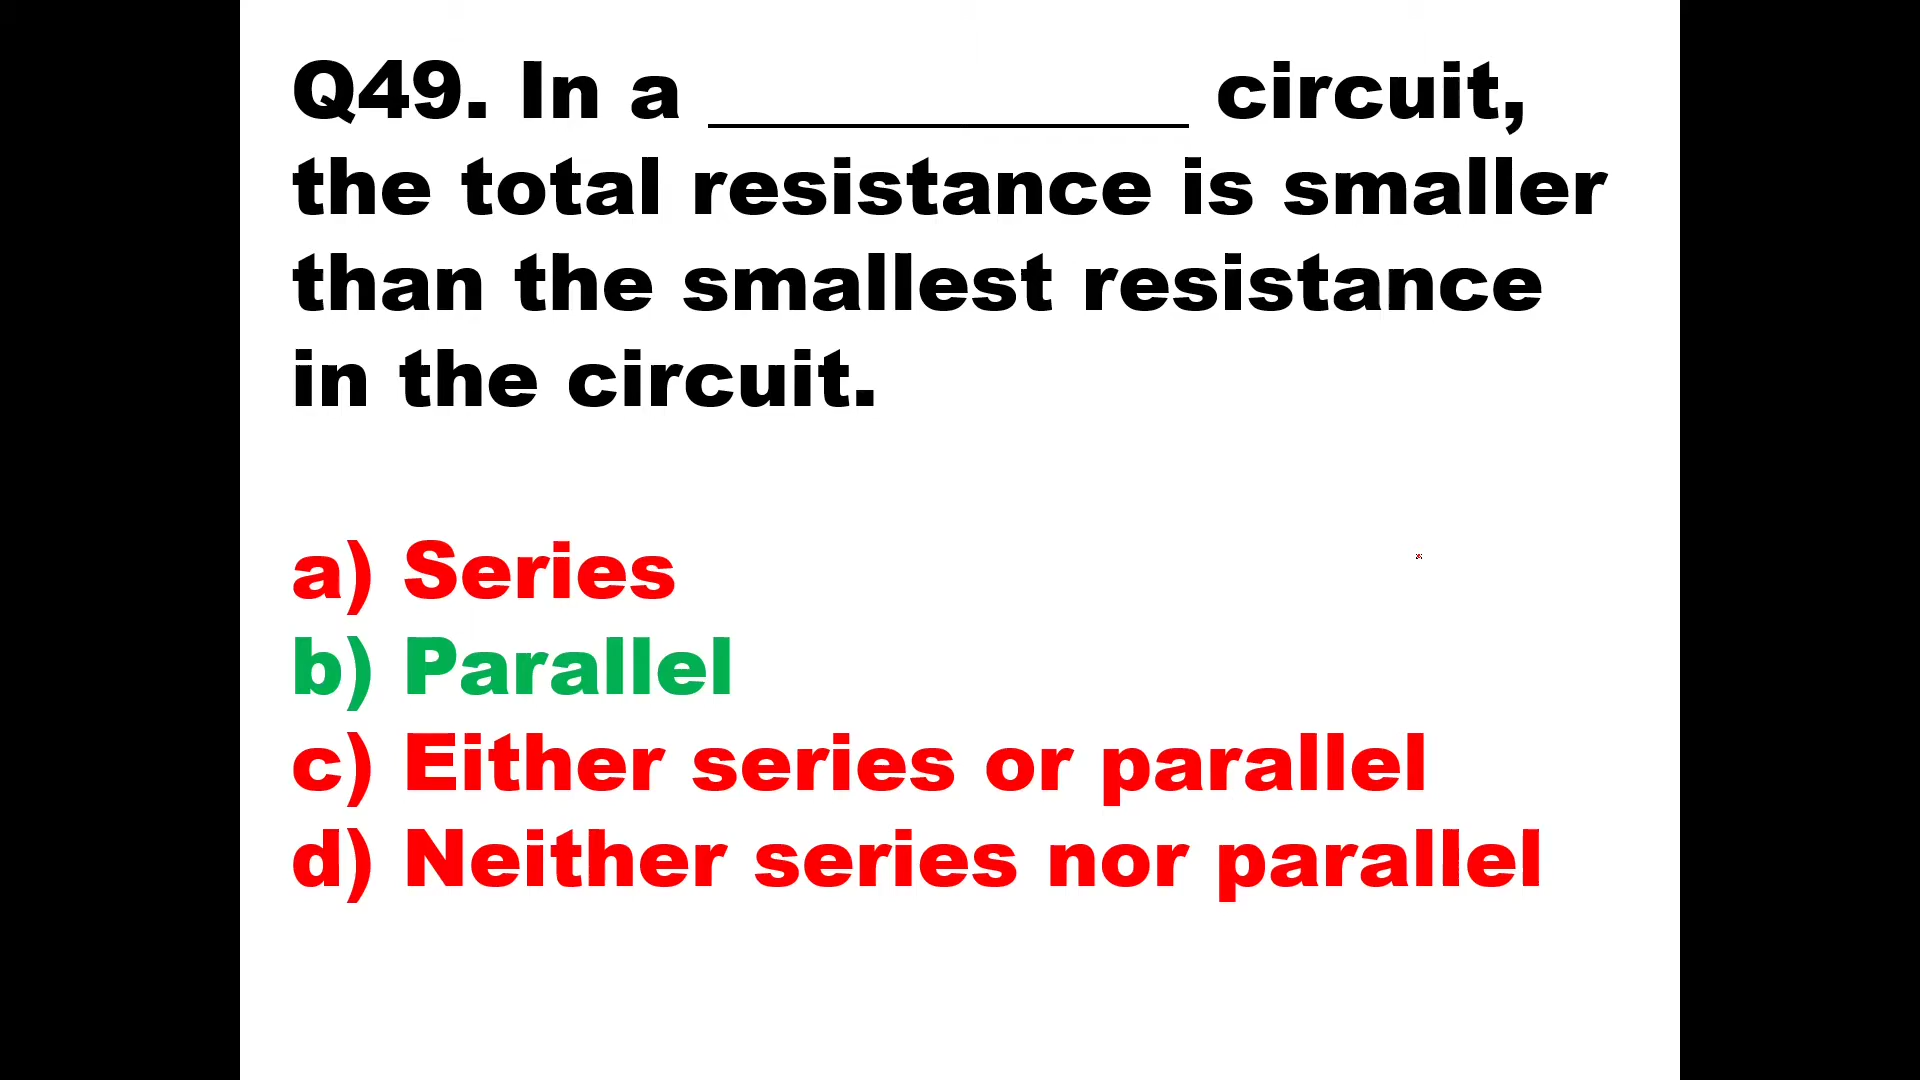 Q49. In a ____________ circuit,
the total resistance is smaller
than the smallest resistance
in the circuit.
a) Series
b) Parallel
c) Either series or parallel
d) Neither series nor parallel